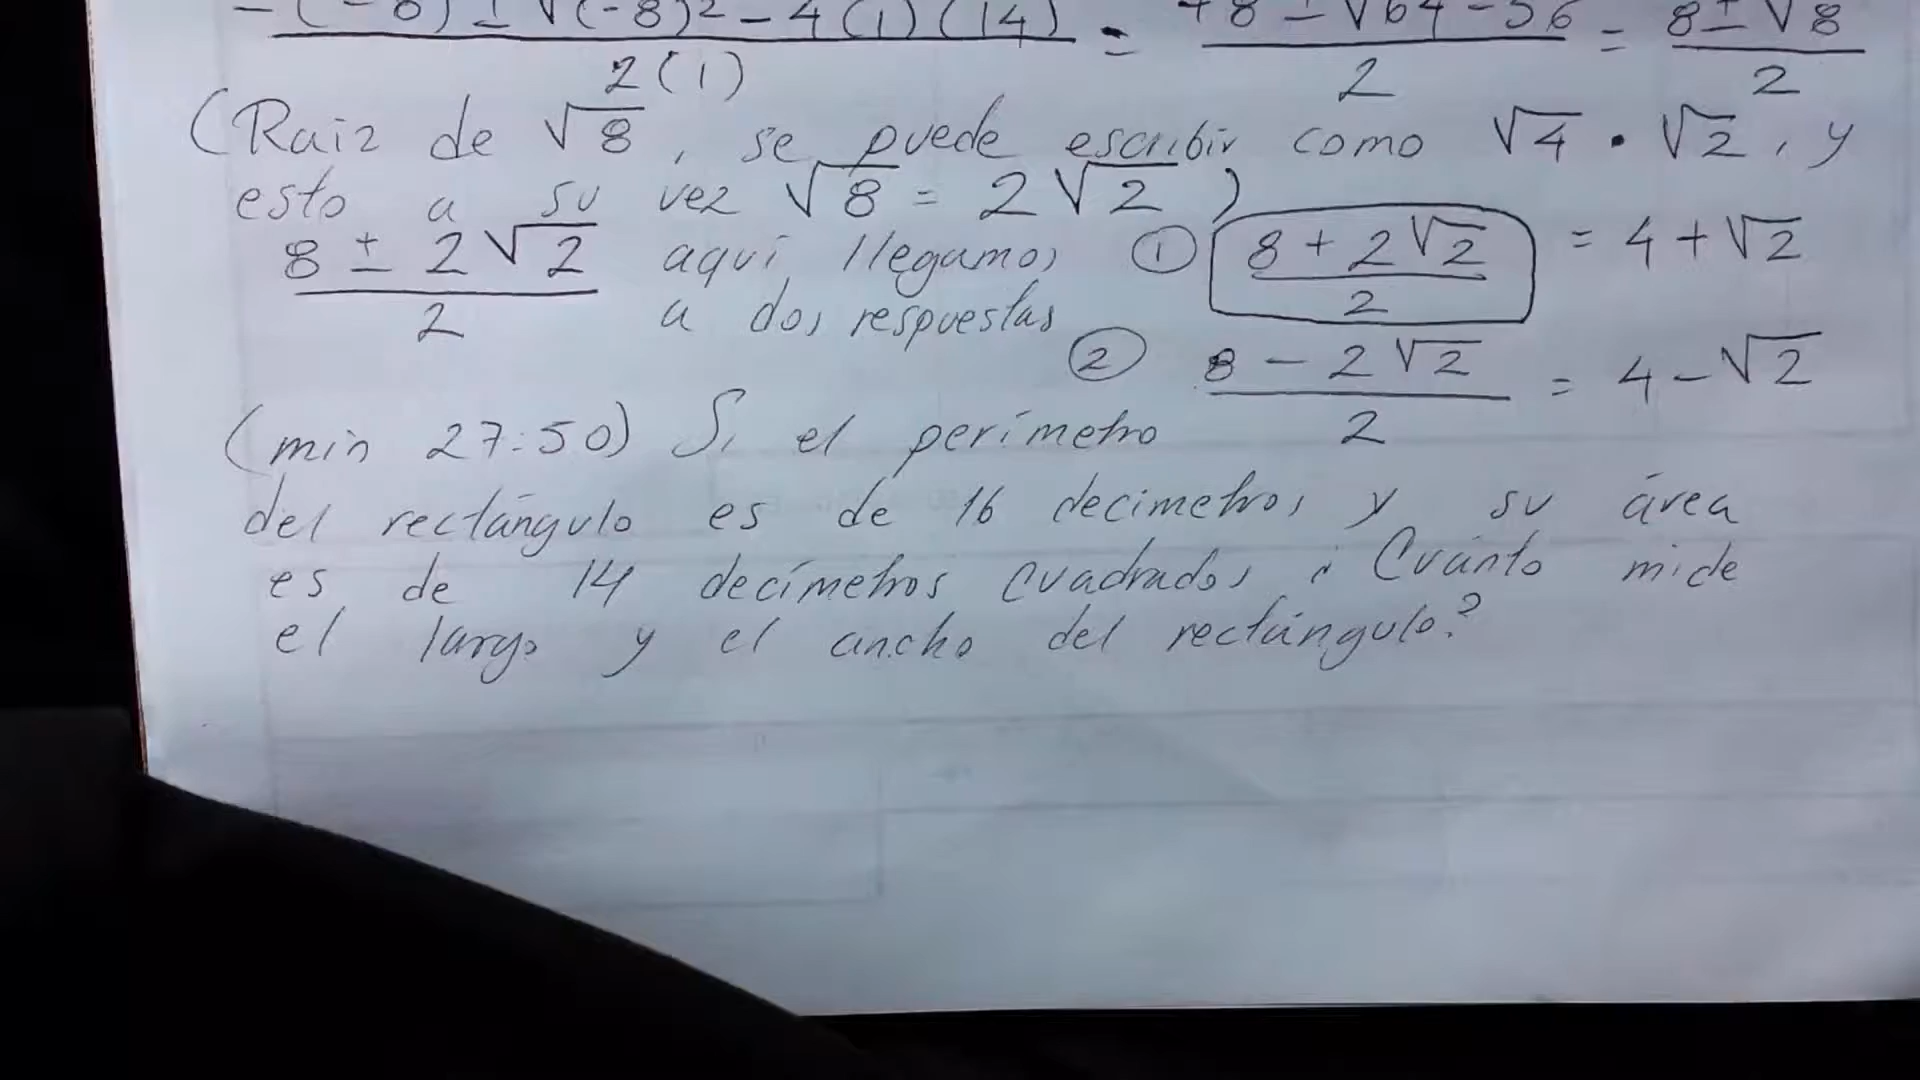 -(-8) ± √(-8)² - 4(1)(14) / 2(1) = +8 ± √64-56 / 2 = 8 ± √8 / 2
(Raiz de √8, se puede escribir como √4 · √2, y
esto a su vez √8 = 2√2)
8 ± 2√2 / 2 aquí llegamos a dos respuestas
① 8 + 2√2 / 2 = 4 + √2
② 8 - 2√2 / 2 = 4 - √2
(min 27:50) Si el perímetro
del rectángulo es de 16 decimetros y su área
es de 14 decímetros cuadrados ¿ Cuánto mide
el largo y el ancho del rectángulo?